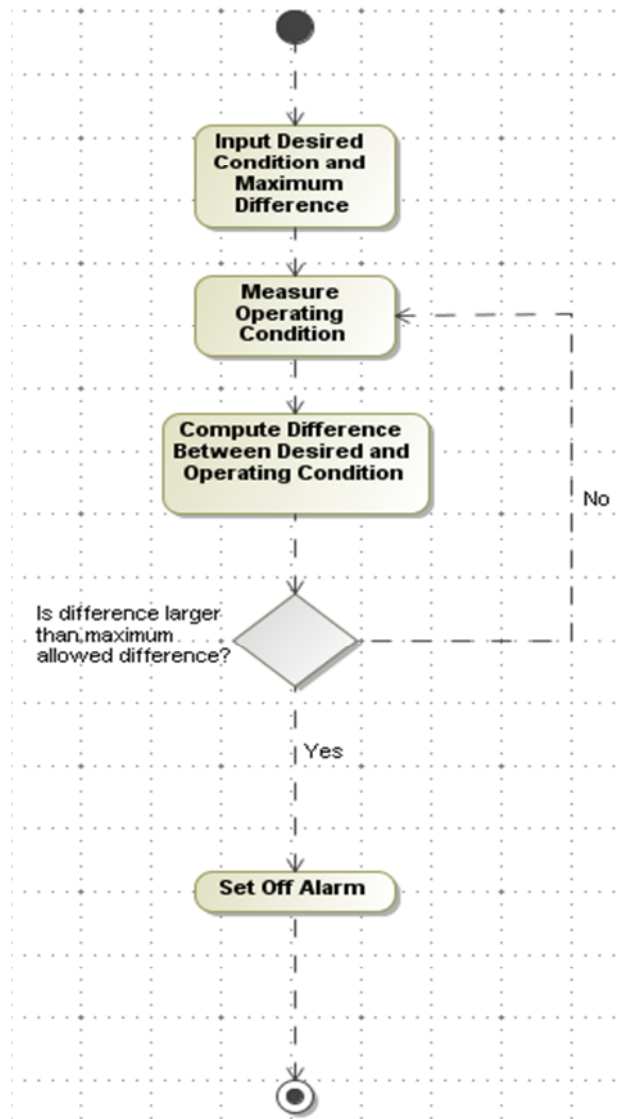 Input Desired
Condition and
Maximum
Difference
Measure
Operating
Condition
Compute Difference
Between Desired and
Operating Condition
No
Is difference larger
than maximum
allowed difference?
Yes
Set Off Alarm